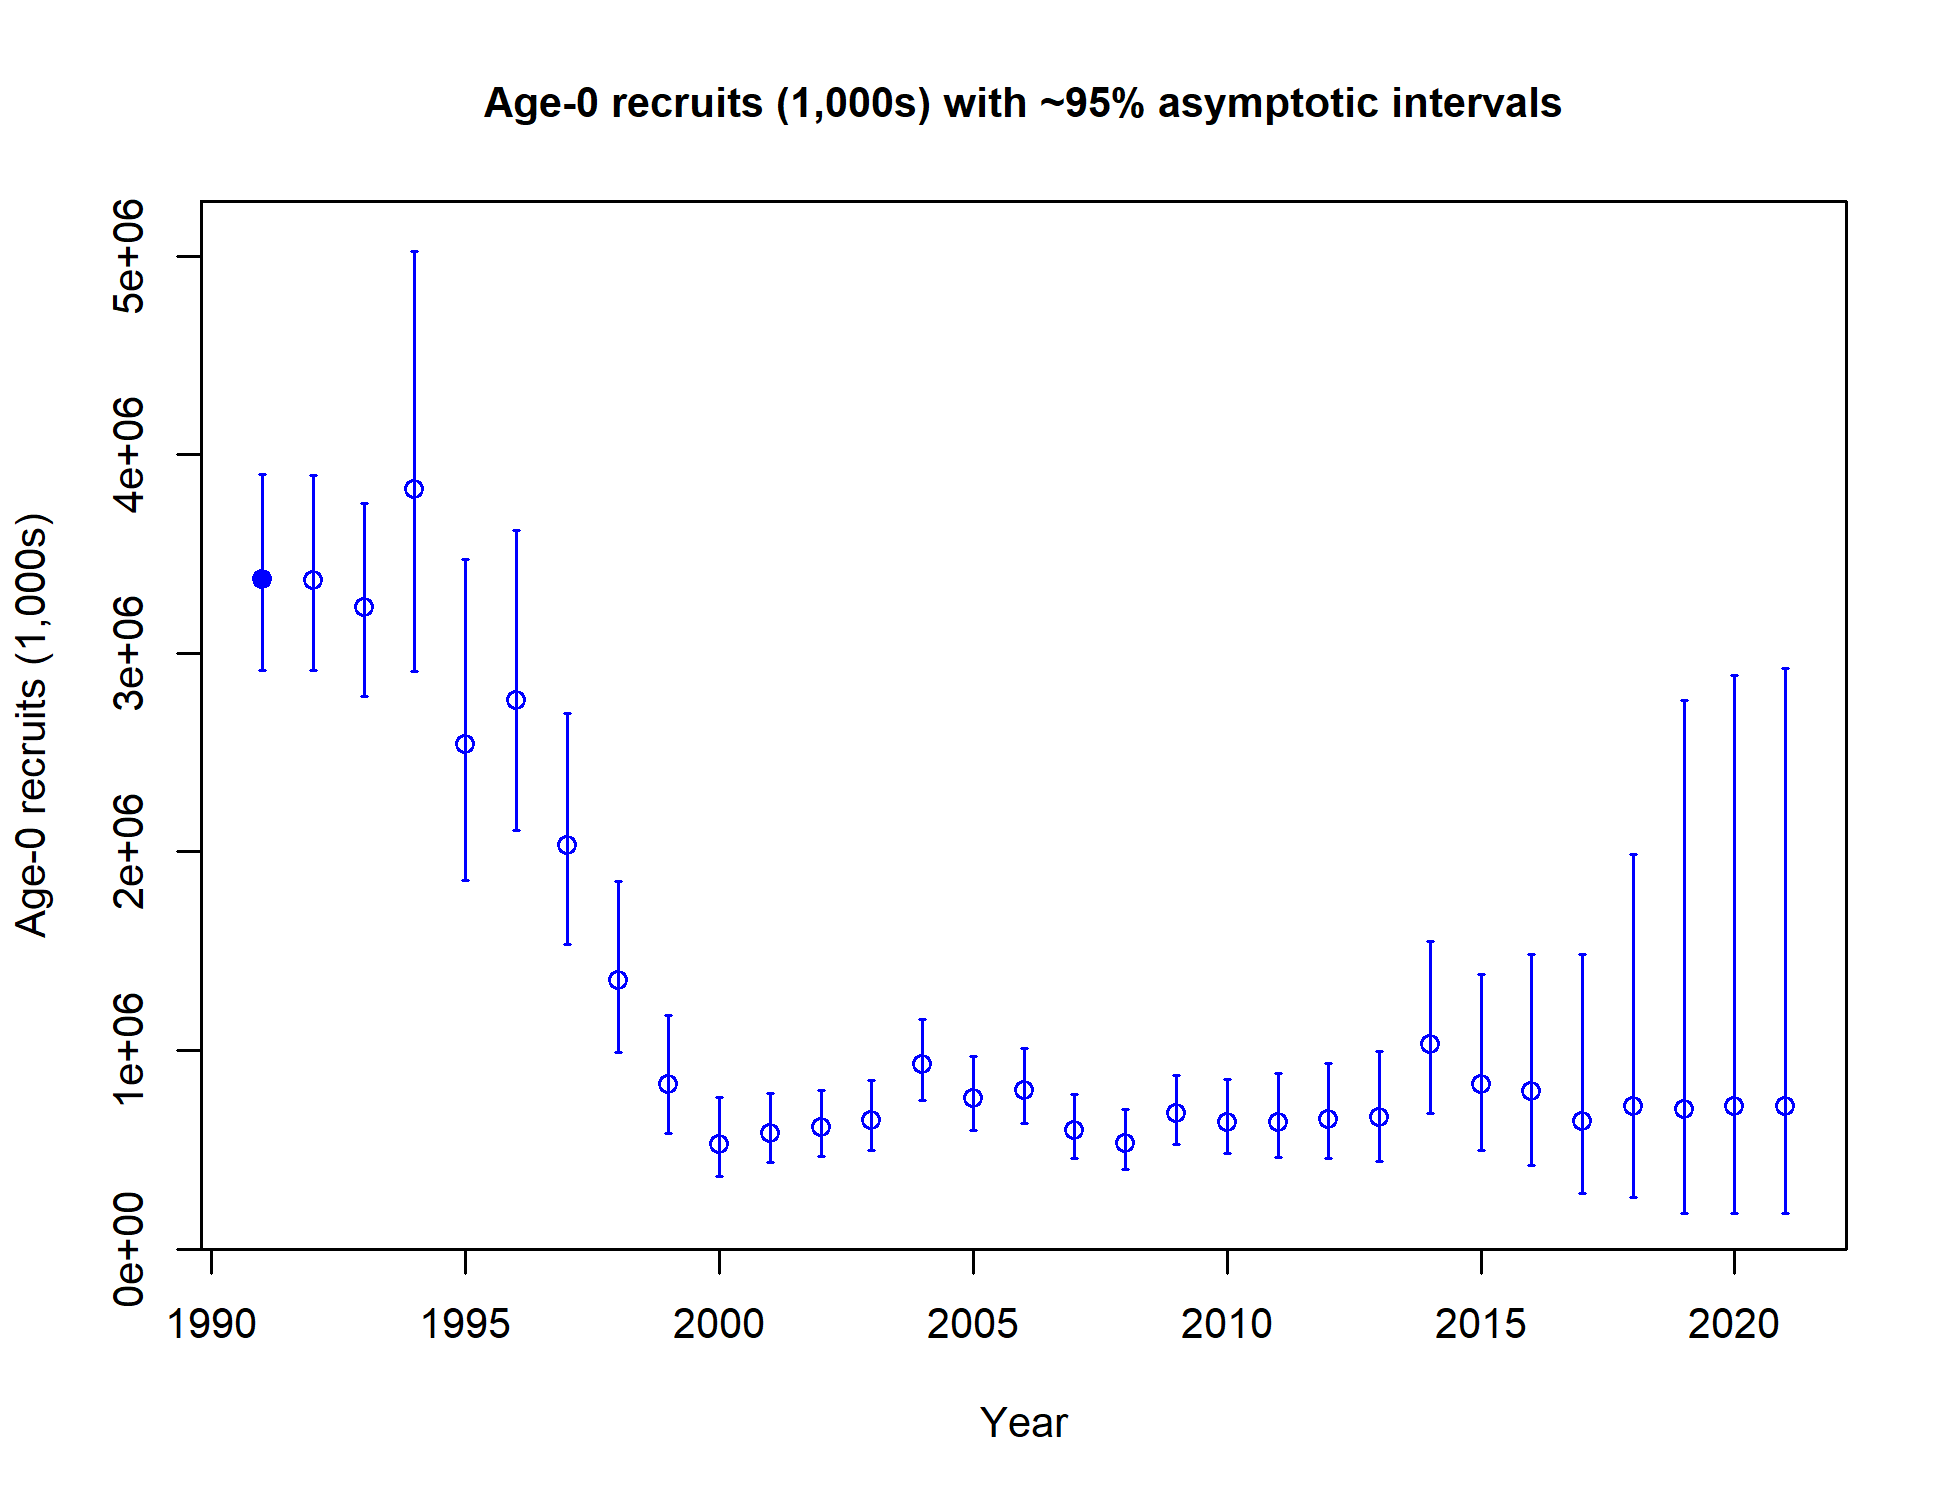 Age-0 recruits (1,000s) with ~95% asymptotic intervals
Age-0 recruits (1,000s)
5e+06
4e+06
3e+06
2e+06
1e+06
0e+00
1990 1995 2000 2005 2010 2015 2020
Year